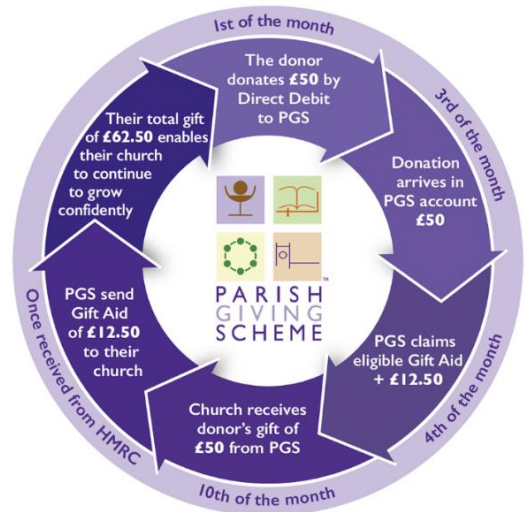 1st of the month
The donor
donates £50 by
Direct Debit
to PGS
3rd of the month
Donation
arrives in
PGS account
£50
4th of the month
PGS claims
eligible Gift Aid
+ £12.50
10th of the month
Church receives
donor's gift of
£50 from PGS
Once received from HMRC
PGS send
Gift Aid
of £12.50
to their
church
Their total gift
of £62.50 enables
their church
to continue
to grow
confidently
PARISH
GIVING
SCHEME
TM